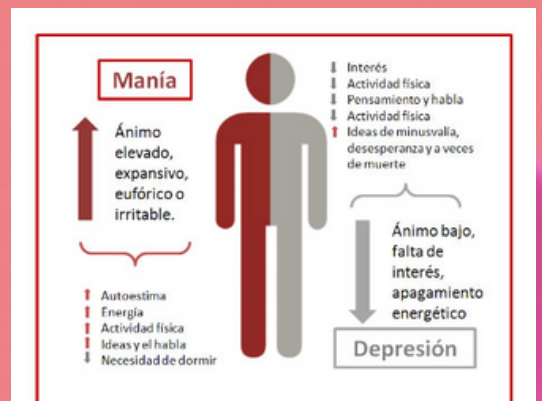 Manía
Ánimo
elevado,
expansivo,
eufórico o
irritable.
↑ Autoestima
↑ Energía
↑ Actividad física
↑ Ideas y el habla
↓ Necesidad de dormir
↓ Interés
↓ Actividad física
↓ Pensamiento y habla
↓ Actividad física
↑ Ideas de minusvalía,
desesperanza y a veces
de muerte
Ánimo bajo,
falta de
interés,
apagamiento
energético
Depresión